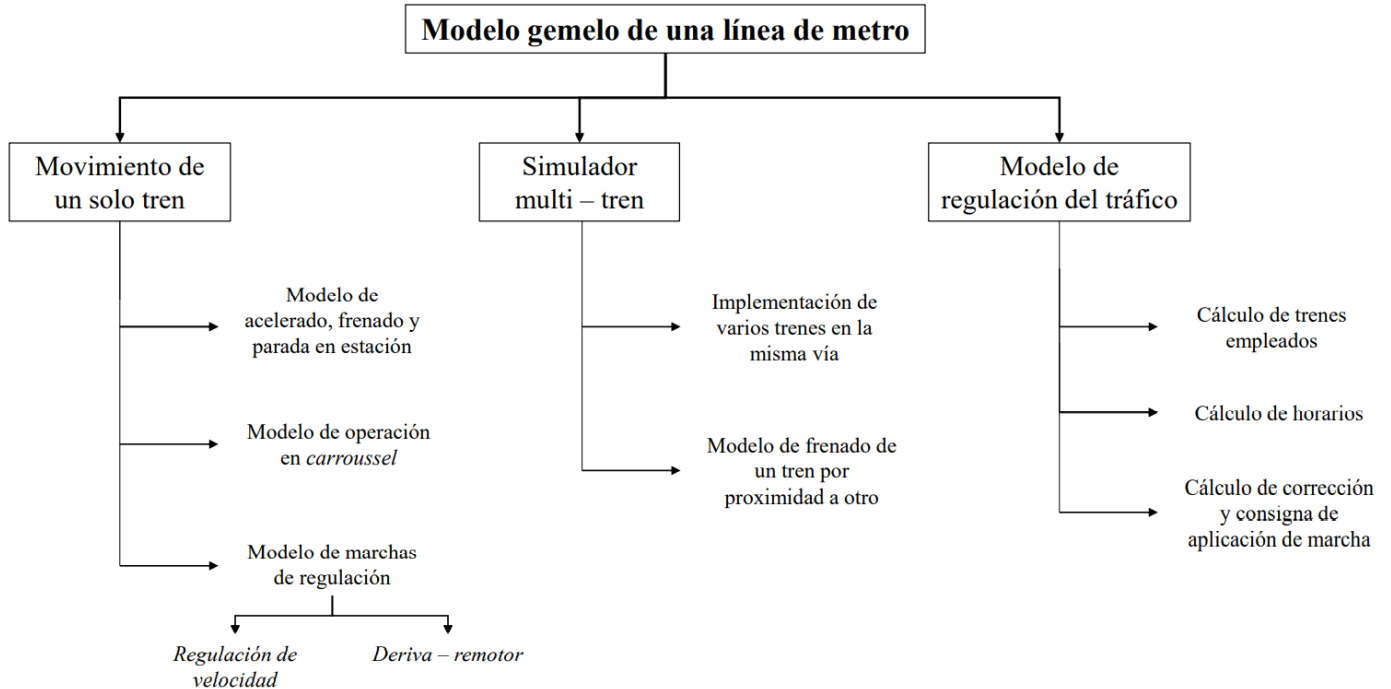 Modelo gemelo de una línea de metro
Movimiento de
un solo tren
Modelo de
acelerado, frenado y
parada en estación
Modelo de operación
en carroussel
Modelo de marchas
de regulación
Regulación de
velocidad
Deriva – remotor
Simulador
multi – tren
Implementación de
varios trenes en la
misma vía
Modelo de frenado de
un tren por
proximidad a otro
Modelo de
regulación del tráfico
Cálculo de trenes
empleados
Cálculo de horarios
Cálculo de corrección
y consigna de
aplicación de marcha